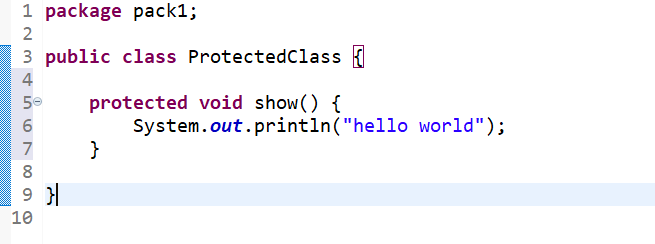 1 package pack1;
2
3 public class ProtectedClass {
4
5 protected void show() {
6 System.out.println("hello world");
7 }
8
9 }
10